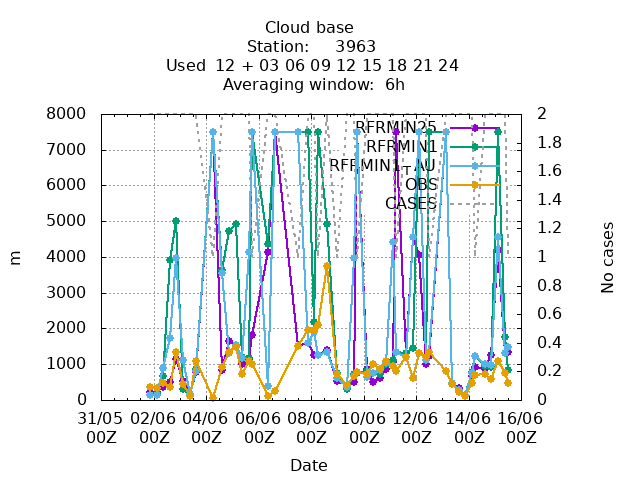 Cloud base
Station: 3963
Used 12 + 03 06 09 12 15 18 21 24
Averaging window: 6h
8000
7000
6000
5000
4000
3000
2000
1000
0
m
2
1.8
1.6
1.4
1.2
1
0.8
0.6
0.4
0.2
0
No cases
RFRMIN25
RFRMIN1
RFRMIN1_TAU
OBS
CASES
31/05 02/06 04/06 06/06 08/06 10/06 12/06 14/06 16/06
00Z 00Z 00Z 00Z 00Z 00Z 00Z 00Z 00Z
Date